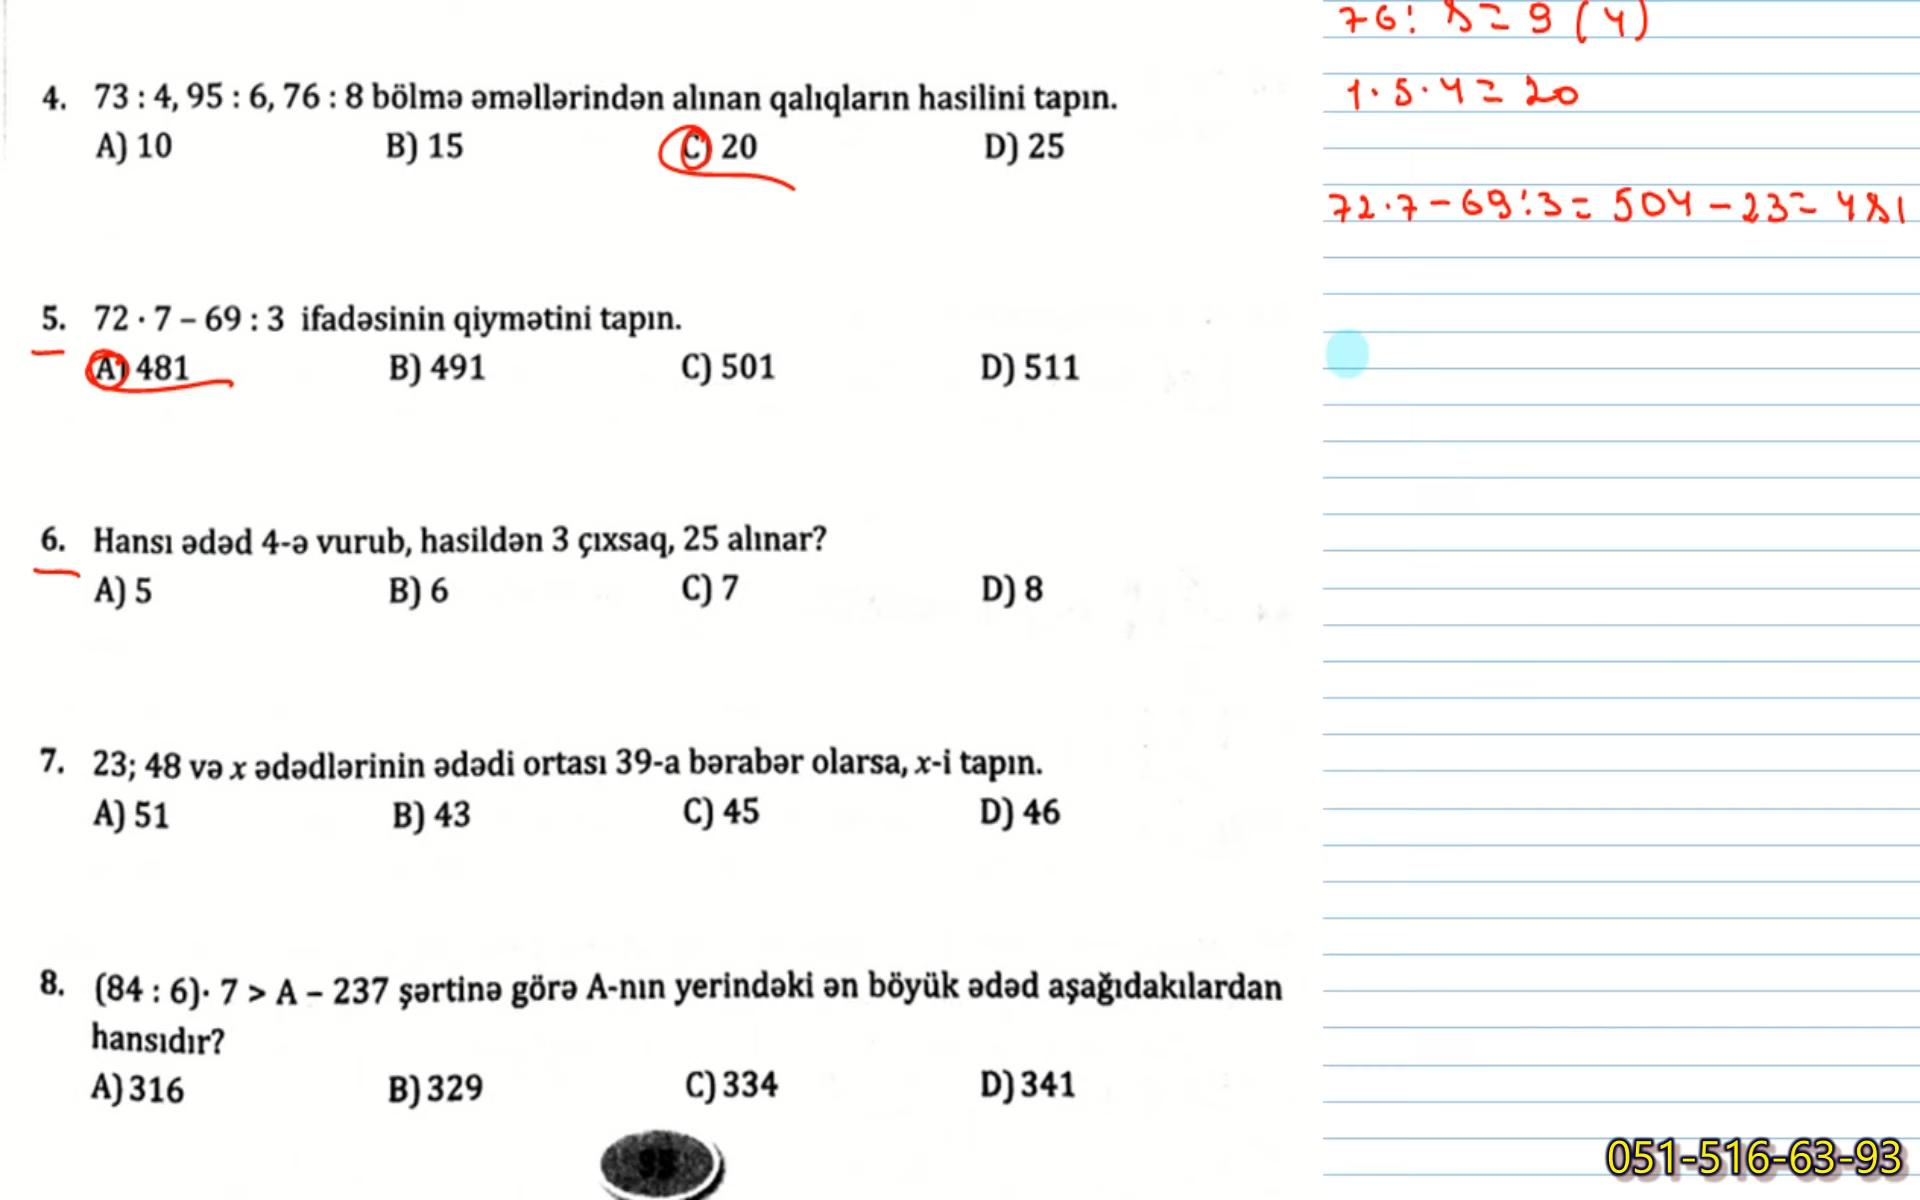 76 : 8 = 9 (4)
4. 73 : 4, 95 : 6, 76 : 8 bölmə əməllərindən alınan qalıqların hasilini tapın.
1 · 5 · 4 = 20
A) 10 B) 15 C) 20 D) 25
72 · 7 − 69 : 3 = 504 − 23 = 481
5. 72 · 7 – 69 : 3 ifadəsinin qiymətini tapın.
A) 481 B) 491 C) 501 D) 511
6. Hansı ədəd 4-ə vurub, hasildən 3 çıxsaq, 25 alınar?
A) 5 B) 6 C) 7 D) 8
7. 23; 48 və x ədədlərinin ədədi ortası 39-a bərabər olarsa, x-i tapın.
A) 51 B) 43 C) 45 D) 46
8. (84 : 6)· 7 > A – 237 şərtinə görə A-nın yerindəki ən böyük ədəd aşağıdakılardan
hansıdır?
A) 316 B) 329 C) 334 D) 341
051-516-63-93